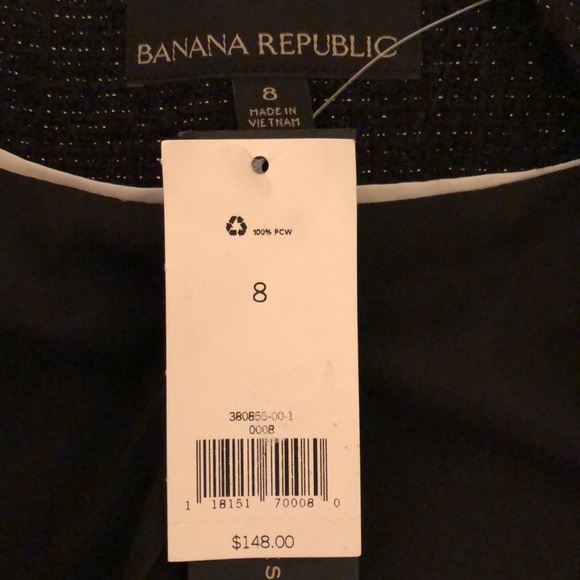 BANANA REPUBLIC
8
MADE IN
VIETNAM
100% PCW
8
380855-00-1
0008
1 18151 70008 0
$148.00
S